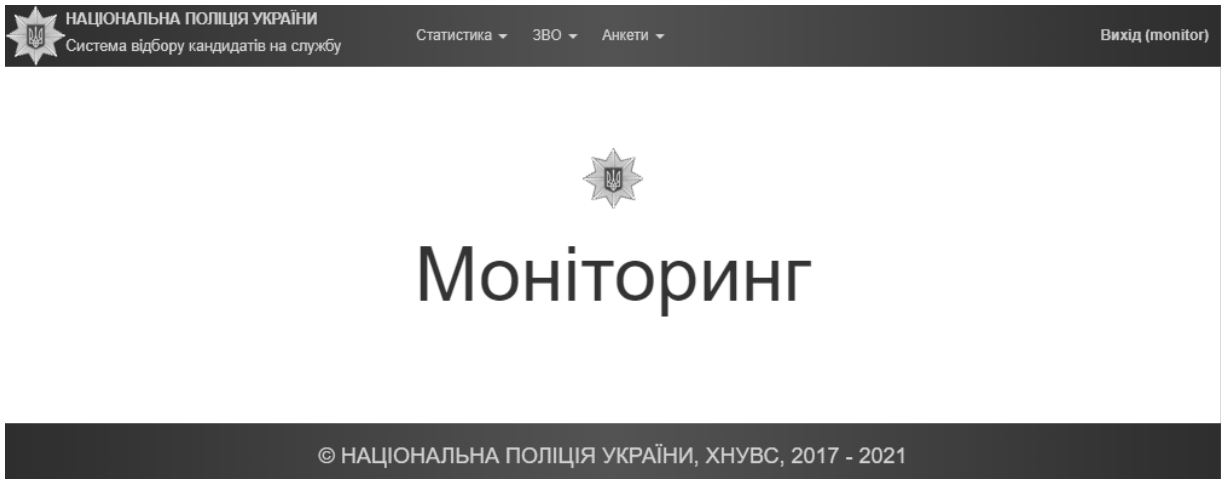 НАЦІОНАЛЬНА ПОЛІЦІЯ УКРАЇНИ
Система відбору кандидатів на службу
Статистика ЗВО Анкети
Вихід (monitor)
Моніторинг
© НАЦІОНАЛЬНА ПОЛІЦІЯ УКРАЇНИ, ХНУВС, 2017 - 2021